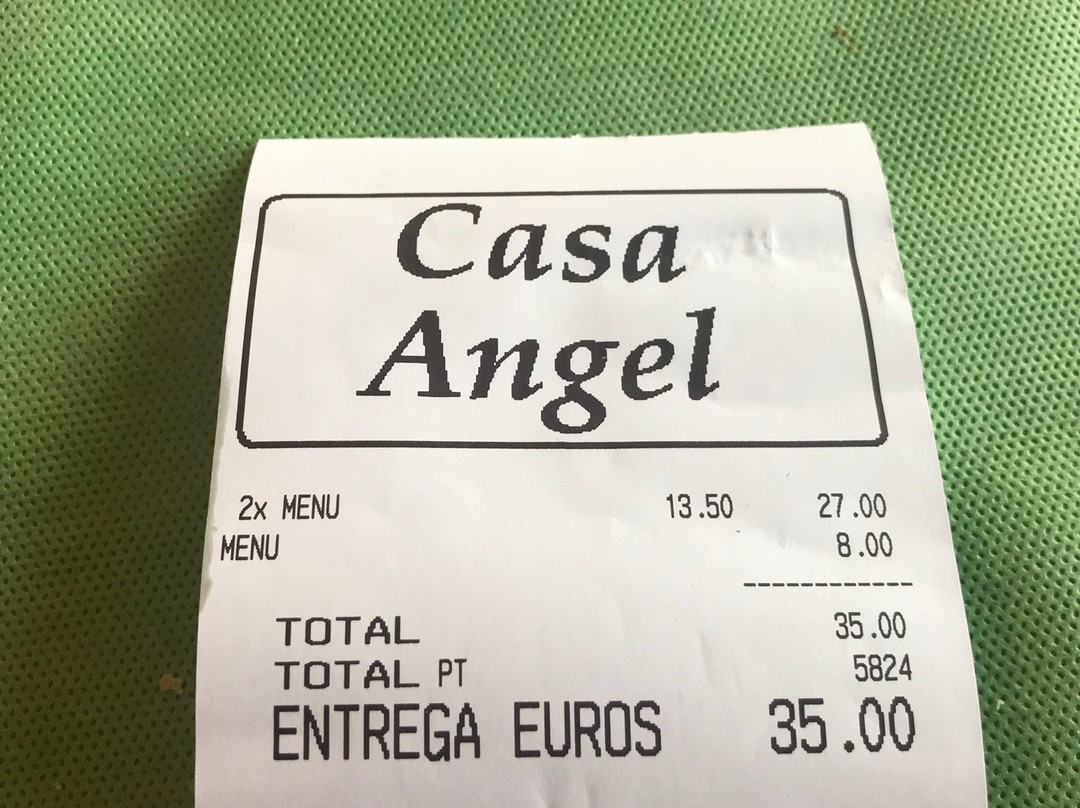 Casa
Angel
2x MENU 13.50 27.00
MENU 8.00
------------
TOTAL 35.00
TOTAL PT 5824
ENTREGA EUROS 35.00